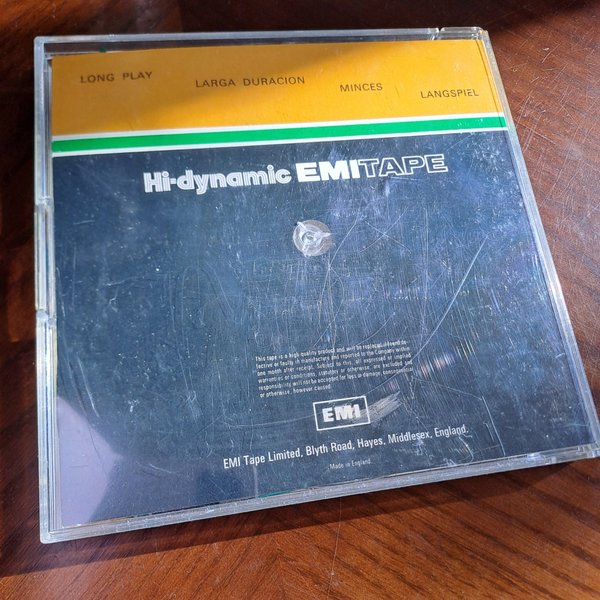 LONG PLAY LARGA DURACION MINCES LANGSPIEL
Hi-dynamic EMITAPE
This tape is a high quality product and will be replaced if found de-
fective or faulty in manufacture and reported to the Company within
one month after receipt. Subject to this, all expressed or implied
warranties or conditions, statutory or otherwise, are excluded and
responsibility will not be accepted for loss or damage, consequential
or otherwise, however caused.
EMI
EMI Tape Limited, Blyth Road, Hayes, Middlesex, England.
Made in England.